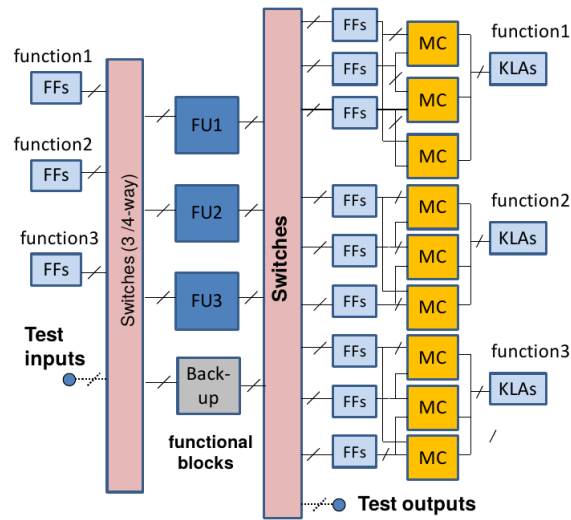 function1
FFs
function2
FFs
function3
FFs
Test
inputs
Switches (3 /4-way)
FU1
FU2
FU3
Back-
up
functional
blocks
Switches
FFs
FFs
FFs
MC
MC
MC
function1
KLAs
FFs
FFs
FFs
MC
MC
MC
function2
KLAs
FFs
FFs
FFs
MC
MC
MC
function3
KLAs
Test outputs